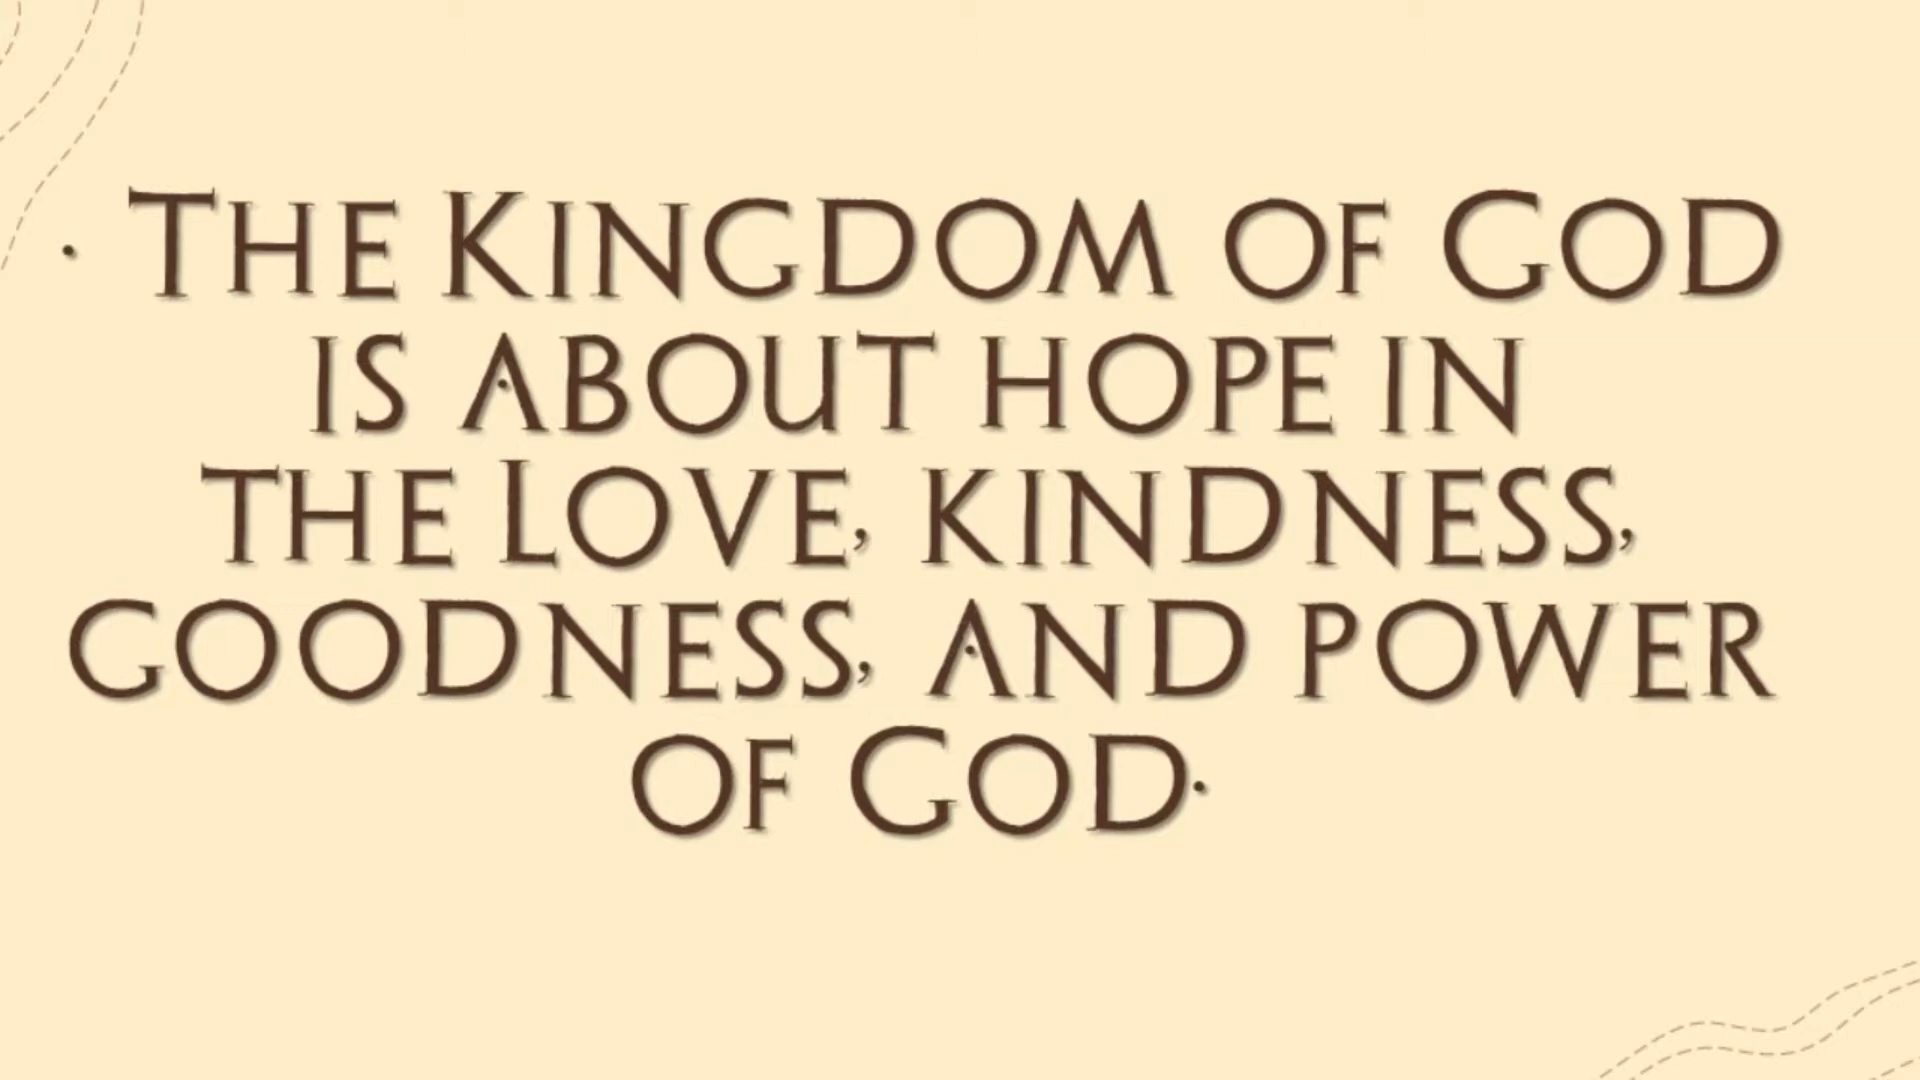 · The Kingdom of God
is about hope in
the Love, kindness,
goodness, and power
of God.